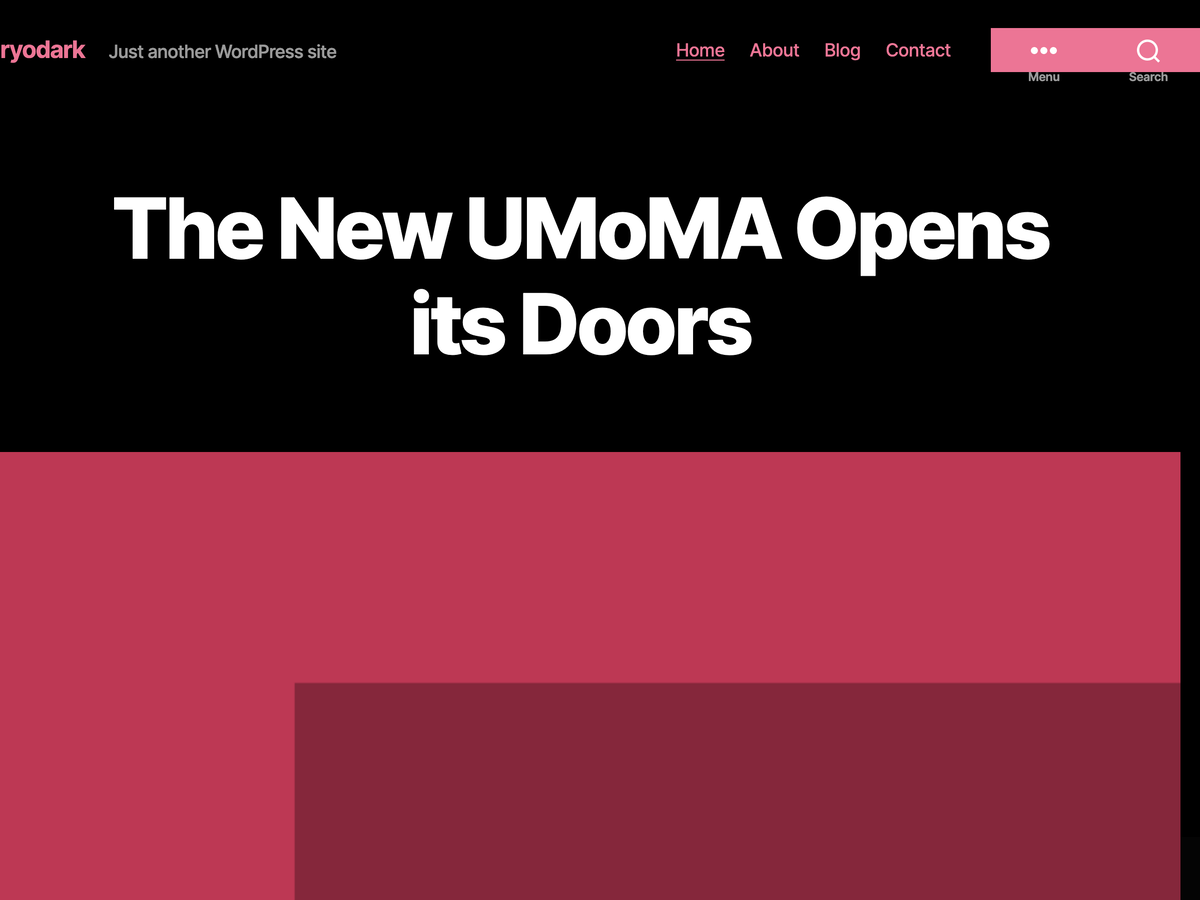 ryodark Just another WordPress site Home About Blog Contact
Menu Search
The New UMoMA Opens
its Doors